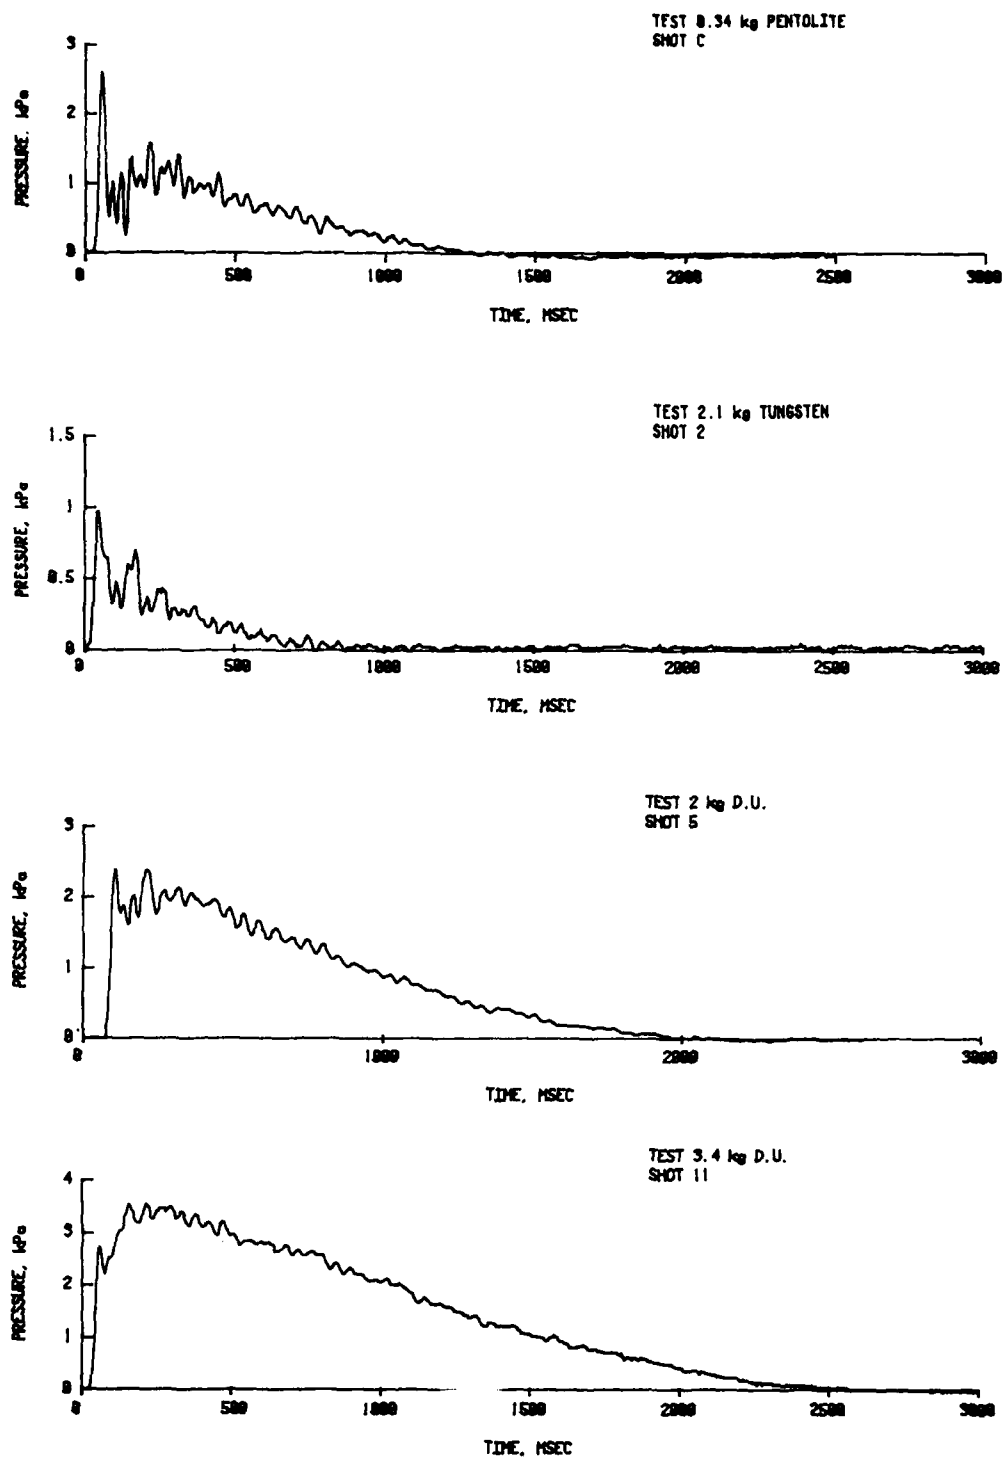 TEST 0.34 kg PENTOLITE
SHOT C
3
2
1
0
PRESSURE. kPa
0 500 1000 1500 2000 2500 3000
TIME, MSEC
TEST 2.1 kg TUNGSTEN
SHOT 2
1.5
1
0.5
0
PRESSURE, kPa
0 500 1000 1500 2000 2500 3000
TIME, MSEC
TEST 2 kg D.U.
SHOT 5
3
2
1
0
PRESSURE, kPa
0 1000 2000 3000
TIME, MSEC
TEST 3.4 kg D.U.
SHOT 11
4
3
2
1
0
PRESSURE, kPa
0 500 1000 1500 2000 2500 3000
TIME, MSEC